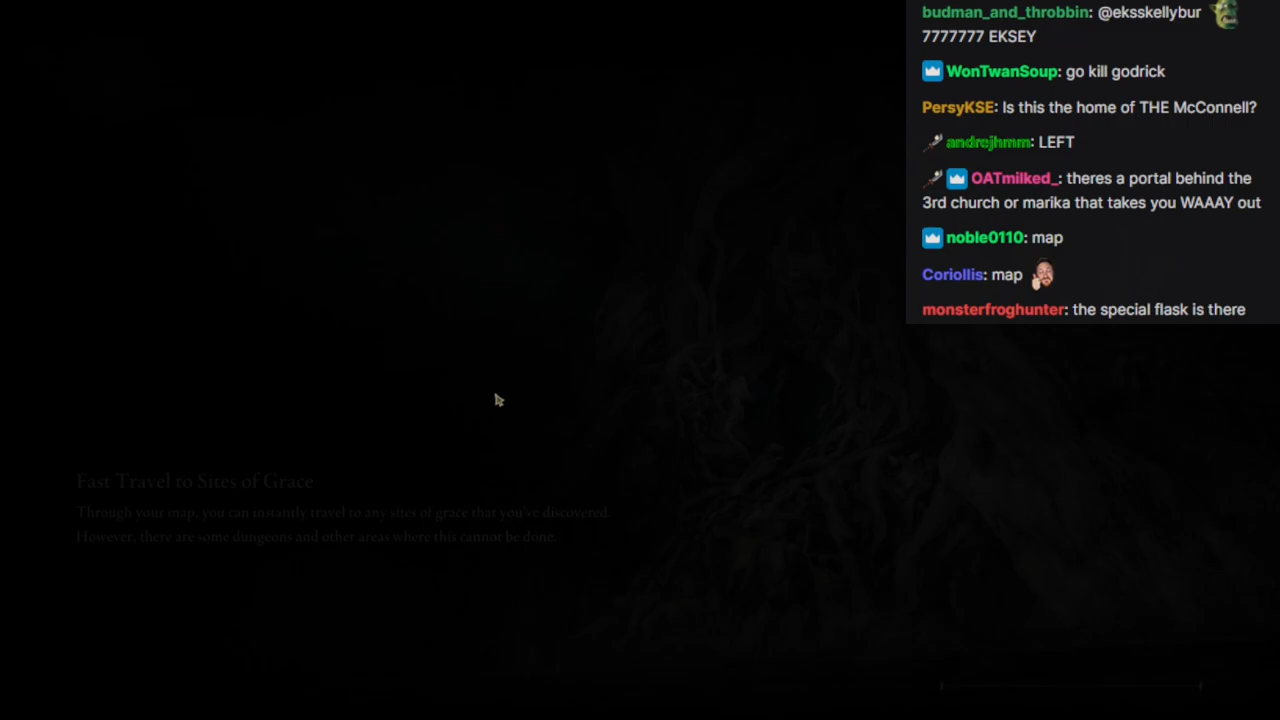 budman_and_throbbin: @eksskellybur
7777777 EKSEY
WonTwanSoup: go kill godrick
PersyKSE: Is this the home of THE McConnell?
andrejhmm: LEFT
OATmilked_: theres a portal behind the
3rd church or marika that takes you WAAAY out
noble0110: map
Coriollis: map
monsterfroghunter: the special flask is there
Fast Travel to Sites of Grace
Through your map, you can instantly travel to any sites of grace that you've discovered.
However, there are some dungeons and other areas where this cannot be done.